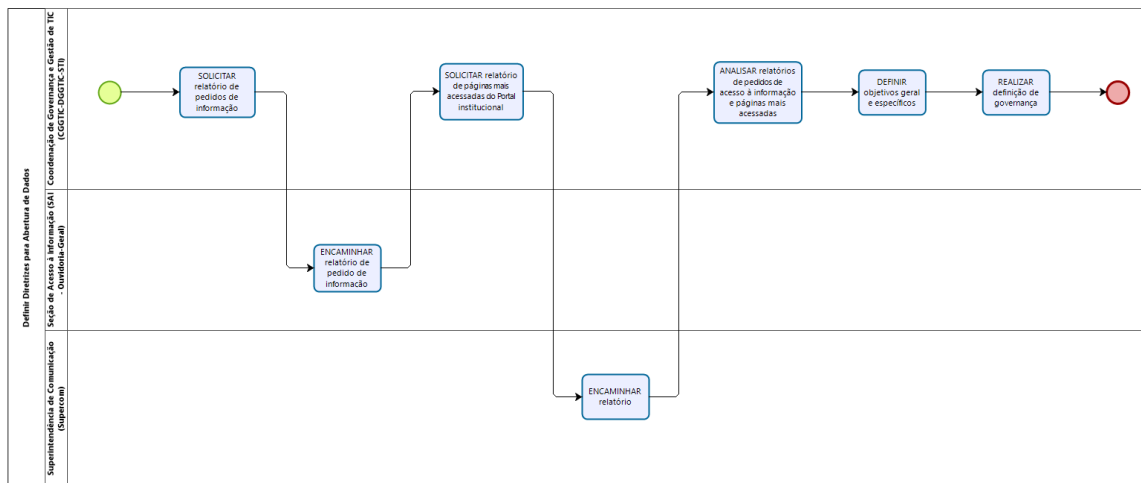 Definir Diretrizes para Abertura de Dados
Coordenação de Governança e Gestão de TIC
(CGGTIC-DGGTIC-STI)
SOLICITAR
relatório de
pedidos de
informação
SOLICITAR relatório
de páginas mais
acessadas do Portal
institucional
ANALISAR relatórios
de pedidos de
acesso à informação
e páginas mais
acessadas
DEFINIR
objetivos geral
e específicos
REALIZAR
definição de
governança
Seção de Acesso à Informação (SAI
- Ouvidoria-Geral)
ENCAMINHAR
relatório de
pedido de
informação
Superintendência de Comunicação
(Supercom)
ENCAMINHAR
relatório